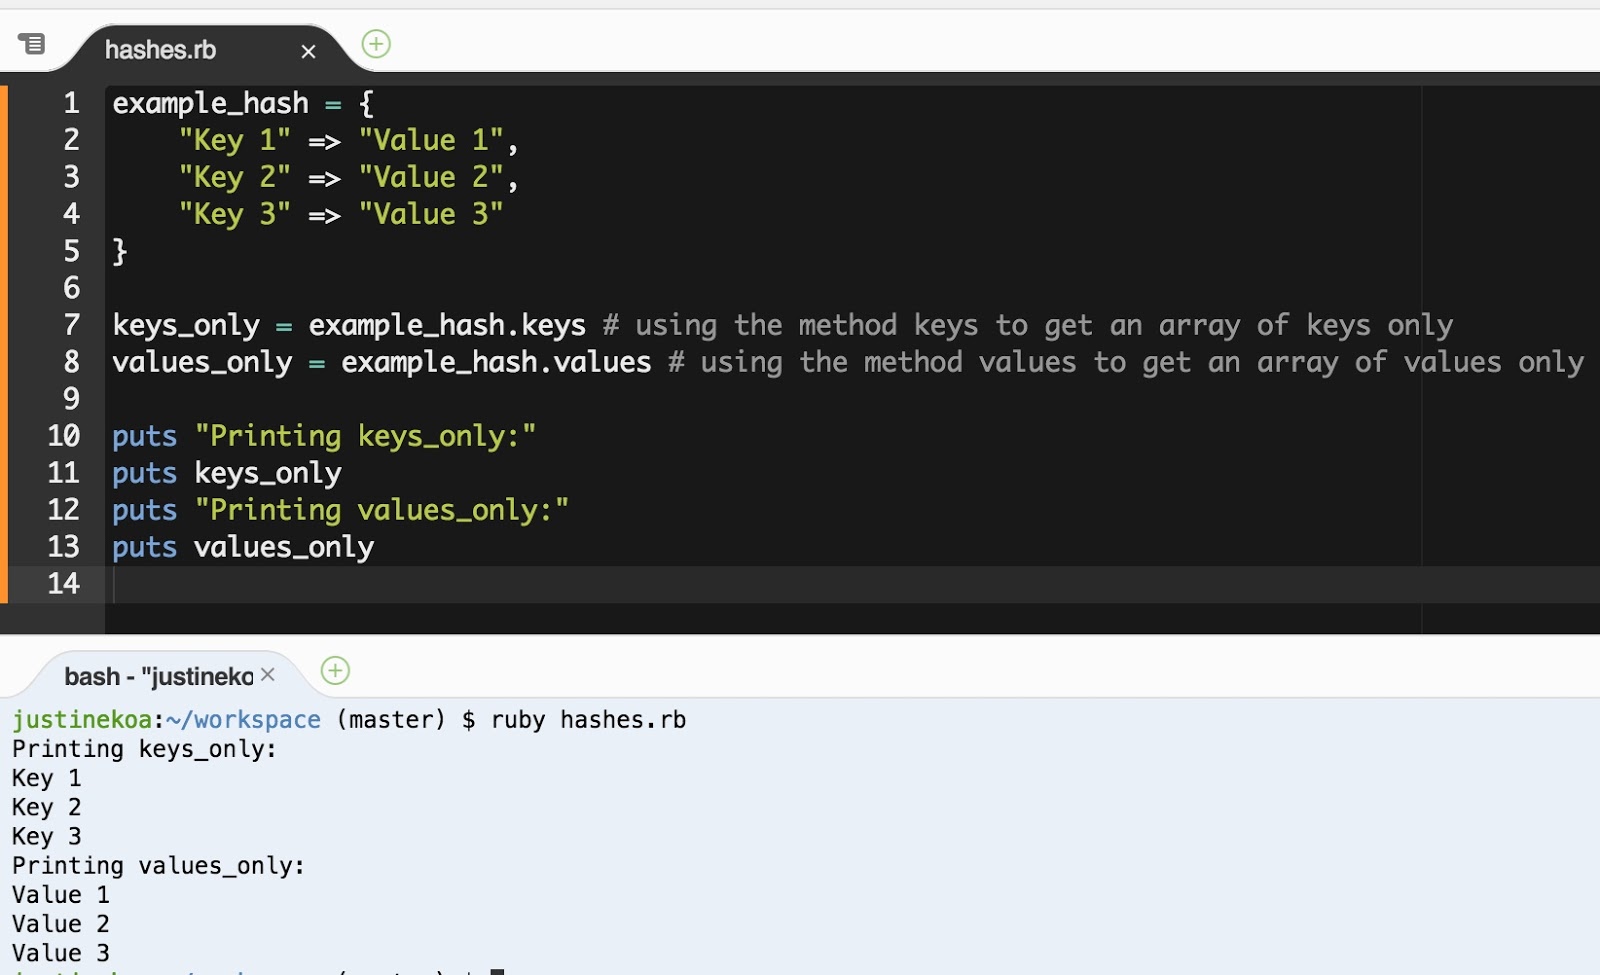 hashes.rb
1 example_hash = {
2     "Key 1" => "Value 1",
3     "Key 2" => "Value 2",
4     "Key 3" => "Value 3"
5 }
6
7 keys_only = example_hash.keys # using the method keys to get an array of keys only
8 values_only = example_hash.values # using the method values to get an array of values only
9
10 puts "Printing keys_only:"
11 puts keys_only
12 puts "Printing values_only:"
13 puts values_only
14
bash - "justineko
justinekoa:~/workspace (master) $ ruby hashes.rb
Printing keys_only:
Key 1
Key 2
Key 3
Printing values_only:
Value 1
Value 2
Value 3